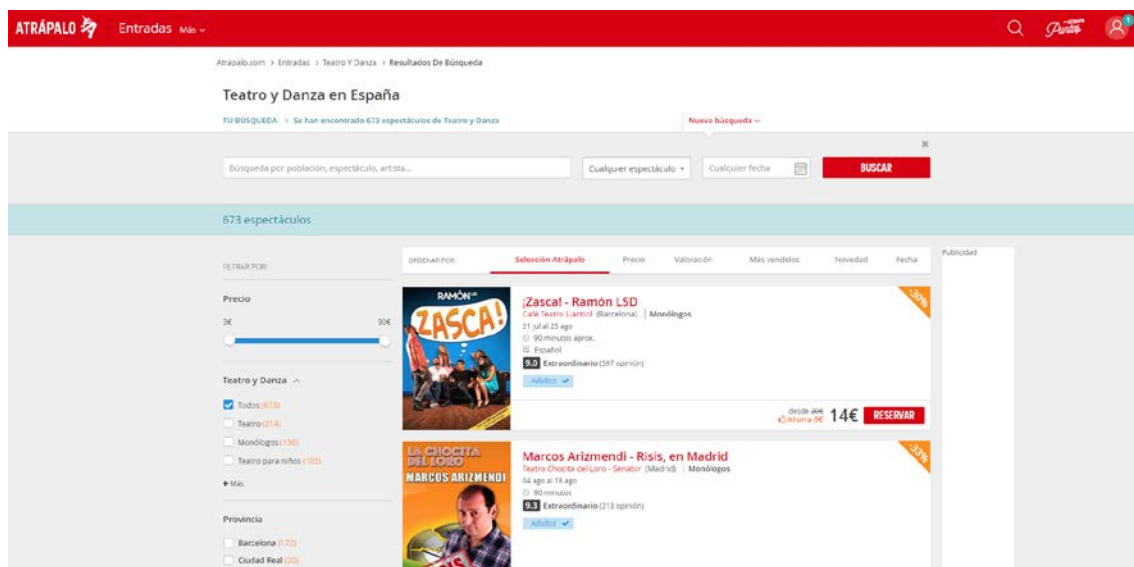 ATRÁPALO Entradas Más
1
Atrapalo.com > Entradas > Teatro Y Danza > Resultados De Búsqueda
Teatro y Danza en España
TU BÚSQUEDA > Se han encontrado 673 espectáculos de Teatro y Danza
Nueva búsqueda
Búsqueda por población, espectáculo, artista...
Cualquier espectáculo
Cualquier fecha
BUSCAR
673 espectáculos
FILTRAR POR:
Precio
3€ 90€
Teatro y Danza
Todos (673)
Teatro (214)
Monólogos (136)
Teatro para niños (105)
+ Más
Provincia
Barcelona (173)
Ciudad Real (20)
ORDENAR POR: Selección Atrápalo Precio Valoración Más vendidos Novedad Fecha
RAMÓN
ZASCA!
-30%
¡Zasca! - Ramón LSD
Café Teatro Llantiol (Barcelona) | Monólogos
21 jul al 25 ago
90 minutos aprox.
Español
9.0 Extraordinario (567 opinión)
Adultos
desde 20€
Ahorra 6€
14€
RESERVAR
LA CHOCITA
DEL LORO
MARCOS ARIZMENDI
-33%
Marcos Arizmendi - Risis, en Madrid
Teatro Chocita del Loro - Senator (Madrid) | Monólogos
04 ago al 18 ago
90 minutos
9.3 Extraordinario (213 opinión)
Adultos
Publicidad